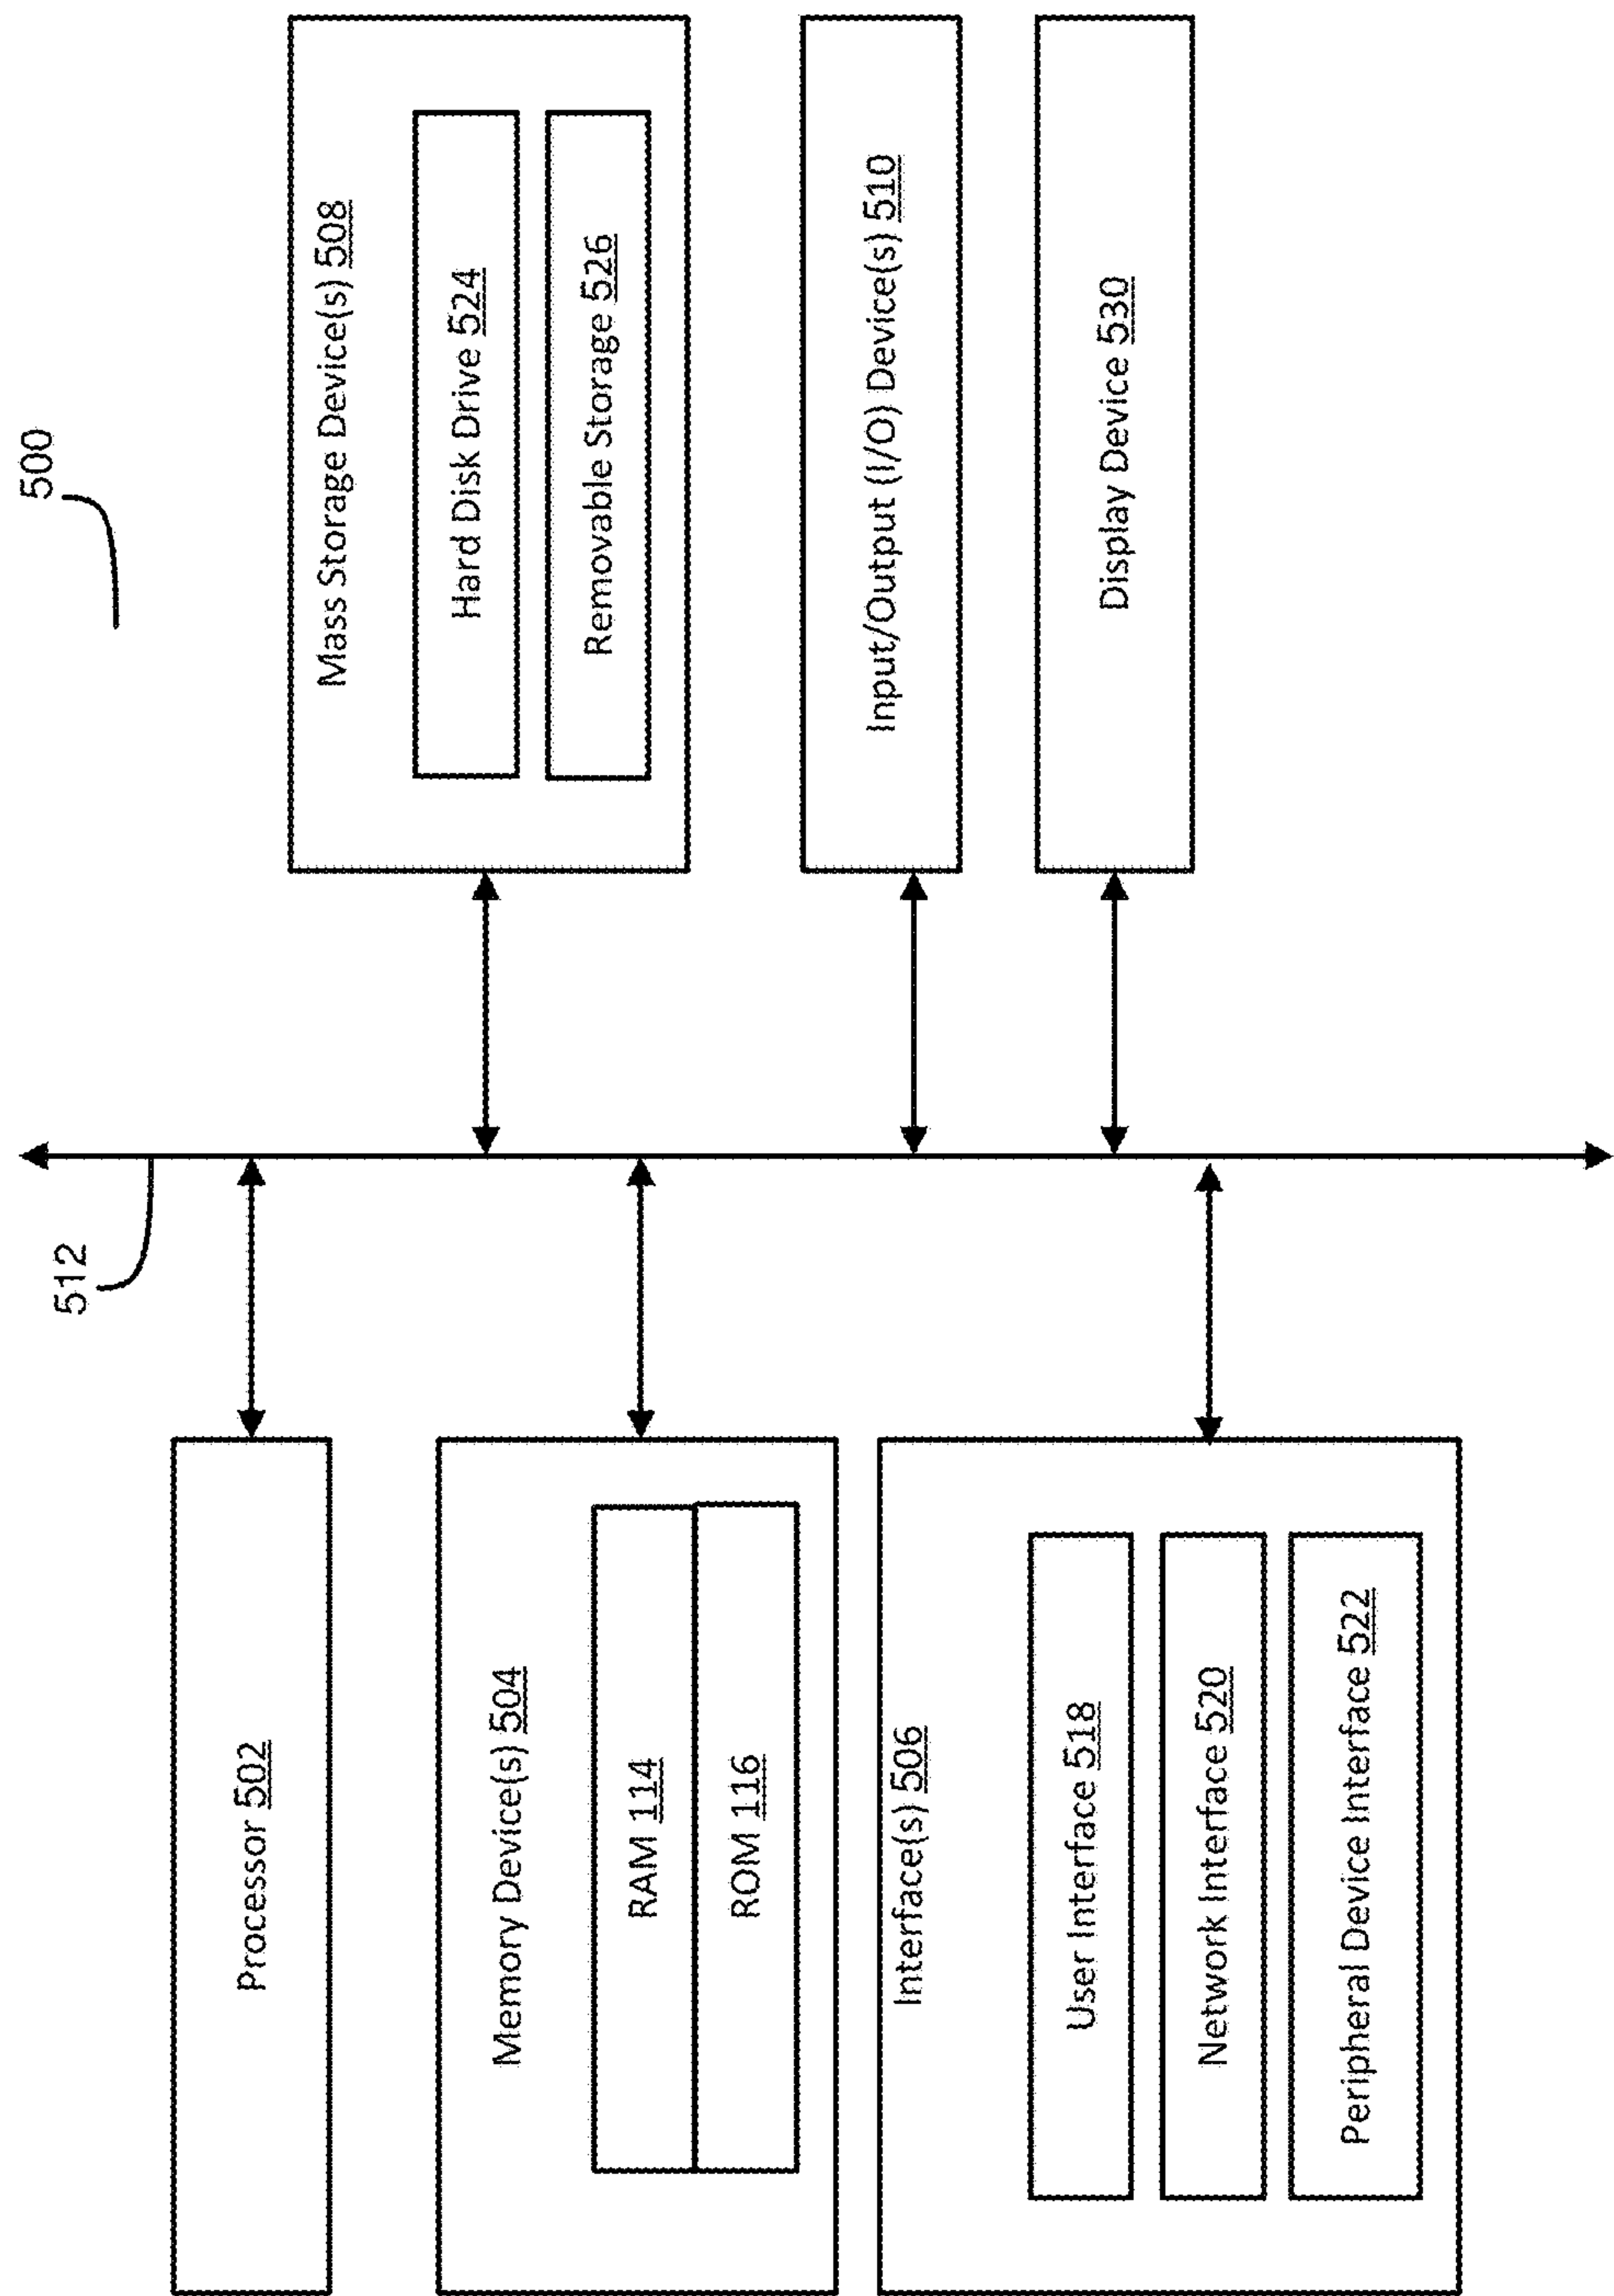 500
512
Processor 502
Memory Device(s) 504
RAM 114
ROM 116
Interface(s) 506
User Interface 518
Network Interface 520
Peripheral Device Interface 522
Mass Storage Device(s) 508
Hard Disk Drive 524
Removable Storage 526
Input/Output (I/O) Device(s) 510
Display Device 530